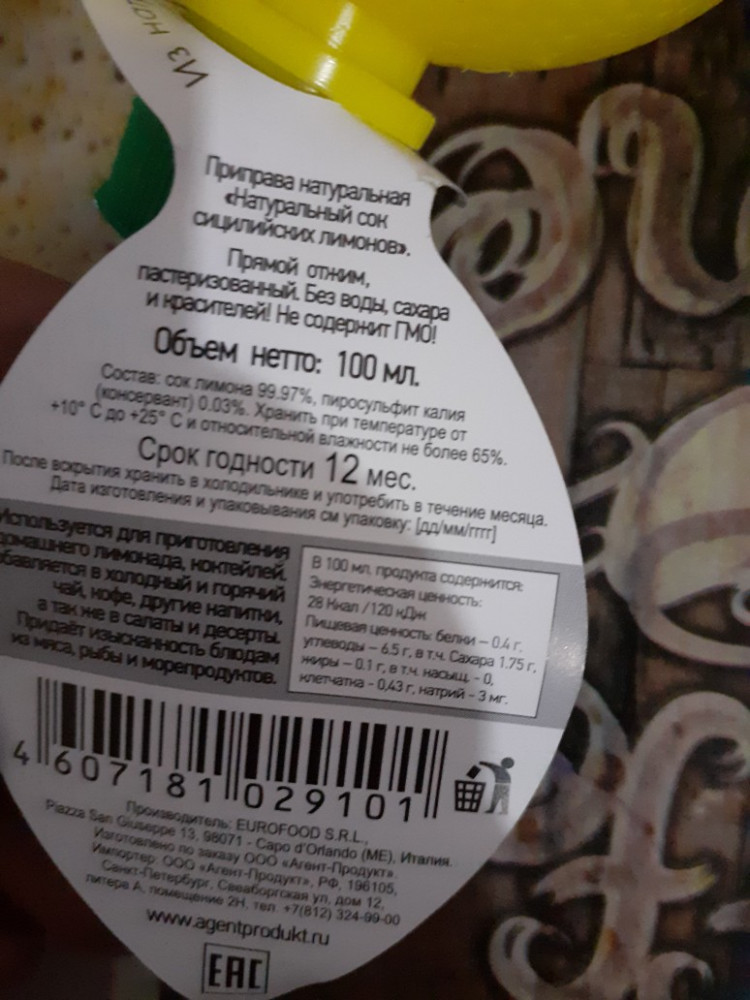 Из
Приправа натуральная
«Натуральный сок
сицилийских лимонов».
Прямой отжим,
пастеризованный. Без воды, сахара
и красителей! Не содержит ГМО!
Объем нетто: 100 мл.
Состав: сок лимона 99.97%, пиросульфит калия
(консервант) 0.03%. Хранить при температуре от
+10° C до +25° C и относительной влажности не более 65%.
Срок годности 12 мес.
После вскрытия хранить в холодильнике и употребить в течение месяца.
Дата изготовления и упаковывания см упаковку: [дд/мм/гггг]
Используется для приготовления
домашнего лимонада, коктейлей.
обавляется в холодный и горячий
чай, кофе, другие напитки,
а так же в салаты и десерты.
Придаёт изысканность блюдам
из мяса, рыбы и морепродуктов.
В 100 мл. продукта содержится:
Энергетическая ценность:
28 Ккал /120 кДж
Пищевая ценность: белки – 0.4 г,
углеводы – 6.5 г, в т.ч. Сахара 1.75 г,
жиры – 0.1 г, в т.ч. насыщ. - 0,
клетчатка - 0,43 г, натрий - 3 мг.
4 607181 029101
Производитель: EUROFOOD S.R.L.,
Piazza San Giuseppe 13, 98071 - Capo d'Orlando (ME), Италия.
Изготовлено по заказу ООО «Агент-Продукт».
Импортер: ООО «Агент-Продукт», РФ, 196105,
Санкт-Петербург, Свеаборгская ул, дом 12,
литера А, помещение 2Н, тел. +7(812) 324-99-00
www.agentprodukt.ru
EAC